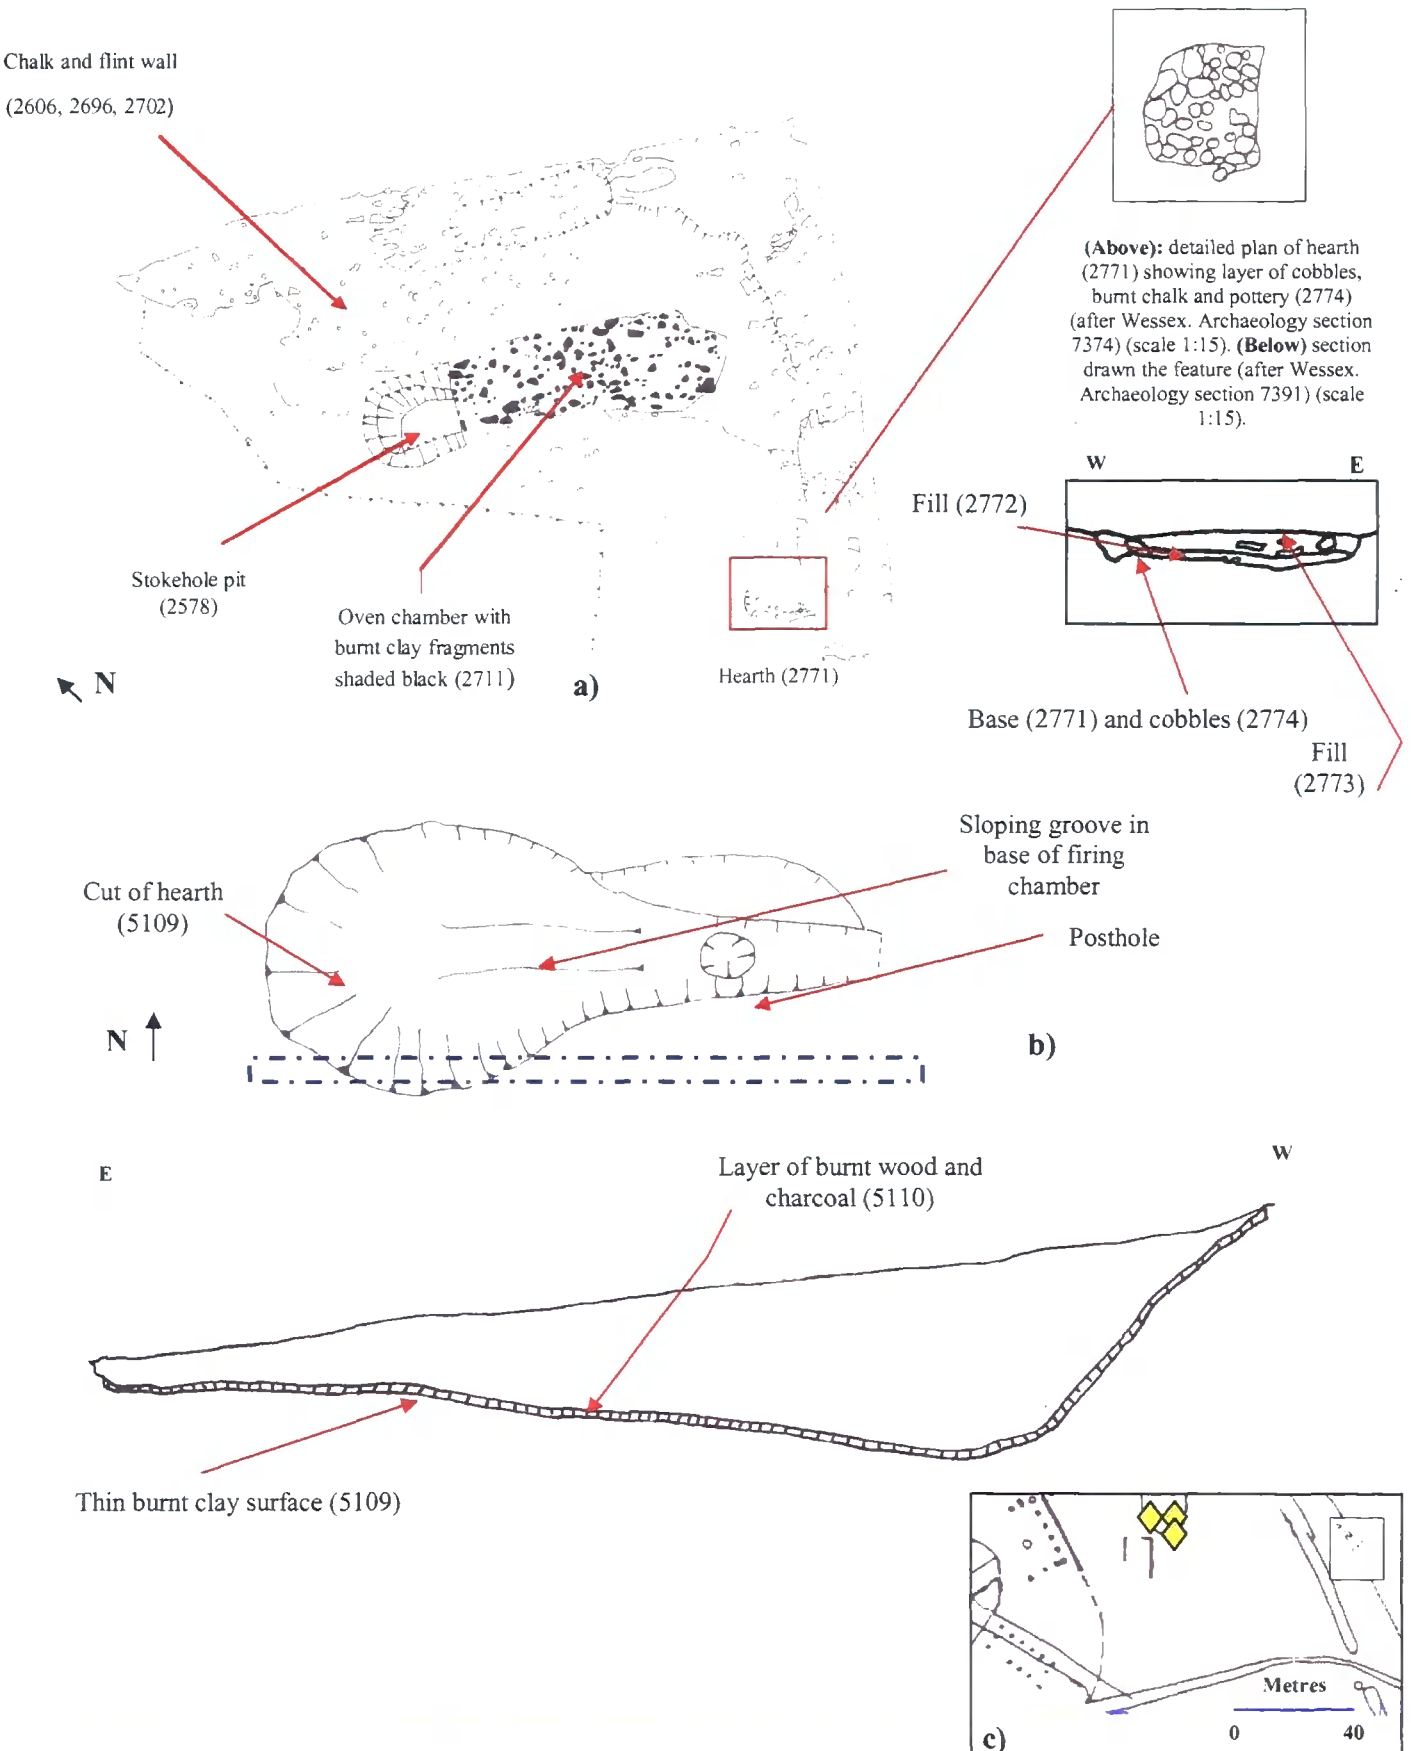 Chalk and flint wall
(2606, 2696, 2702)
(Above): detailed plan of hearth
(2771) showing layer of cobbles,
burnt chalk and pottery (2774)
(after Wessex. Archaeology section
7374) (scale 1:15). (Below) section
drawn the feature (after Wessex.
Archaeology section 7391) (scale
1:15).
W
E
Fill (2772)
Stokehole pit
(2578)
Oven chamber with
burnt clay fragments
shaded black (2711)
Hearth (2771)
N
a)
Base (2771) and cobbles (2774)
Fill
(2773)
Sloping groove in
base of firing
chamber
Cut of hearth
(5109)
Posthole
N
b)
E
W
Layer of burnt wood and
charcoal (5110)
Thin burnt clay surface (5109)
Metres
0
40
c)